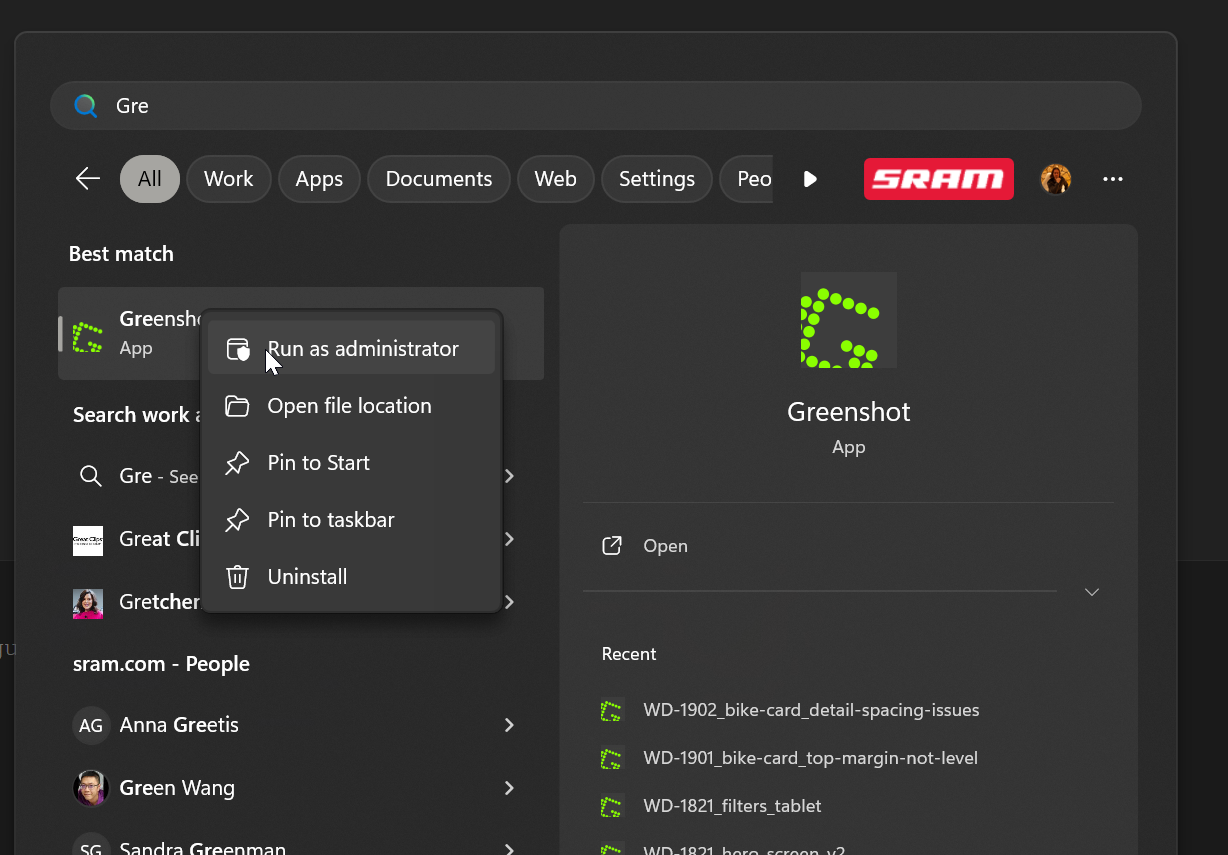 Gre
All
Work
Apps
Documents
Web
Settings
Peo
SRAM
Best match
Greensho
App
Run as administrator
Open file location
Pin to Start
Pin to taskbar
Uninstall
Search work a
Gre - See
Great Cli
Great Clips
Gretchen
sram.com - People
AG
Anna Greetis
Green Wang
SG
Sandra Greenman
Greenshot
App
Open
Recent
WD-1902_bike-card_detail-spacing-issues
WD-1901_bike-card_top-margin-not-level
WD-1821_filters_tablet
WD-1821_hero_screen_v2
gu